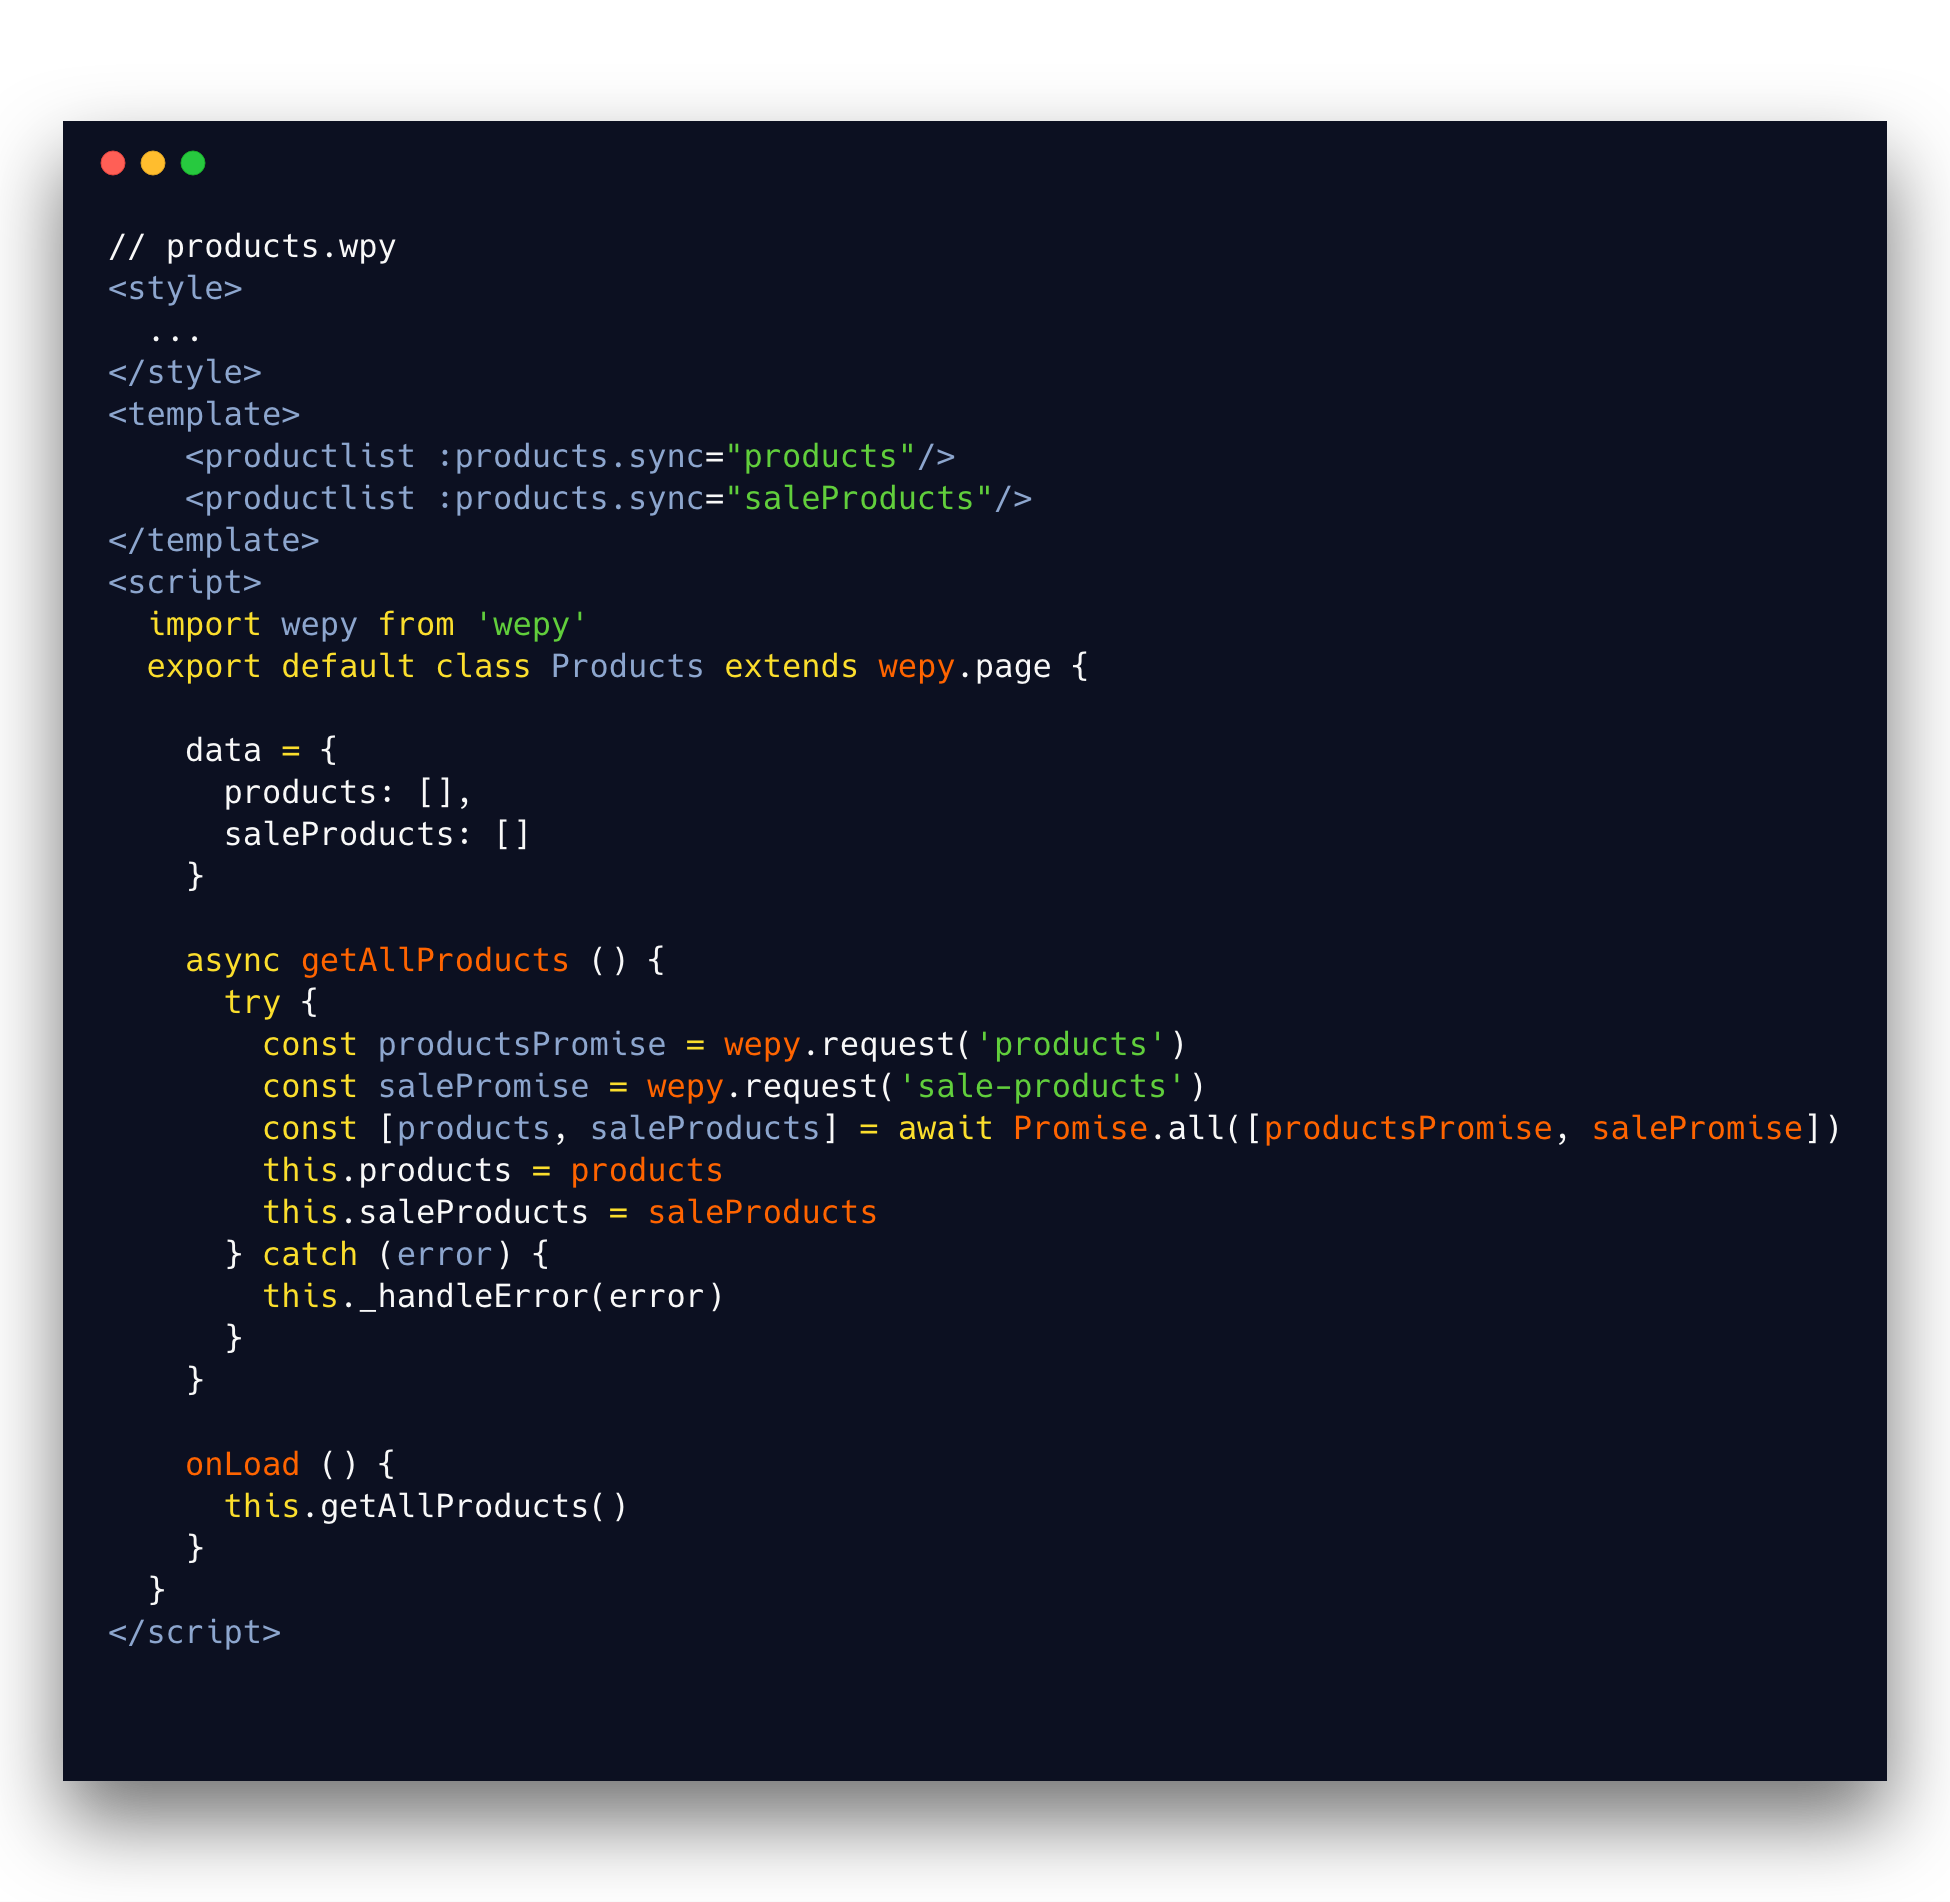 // products.wpy
<style>
  ...
</style>
<template>
    <productlist :products.sync="products"/>
    <productlist :products.sync="saleProducts"/>
</template>
<script>
  import wepy from 'wepy'
  export default class Products extends wepy.page {

    data = {
      products: [],
      saleProducts: []
    }

    async getAllProducts () {
      try {
        const productsPromise = wepy.request('products')
        const salePromise = wepy.request('sale-products')
        const [products, saleProducts] = await Promise.all([productsPromise, salePromise])
        this.products = products
        this.saleProducts = saleProducts
      } catch (error) {
        this._handleError(error)
      }
    }

    onLoad () {
      this.getAllProducts()
    }
  }
</script>